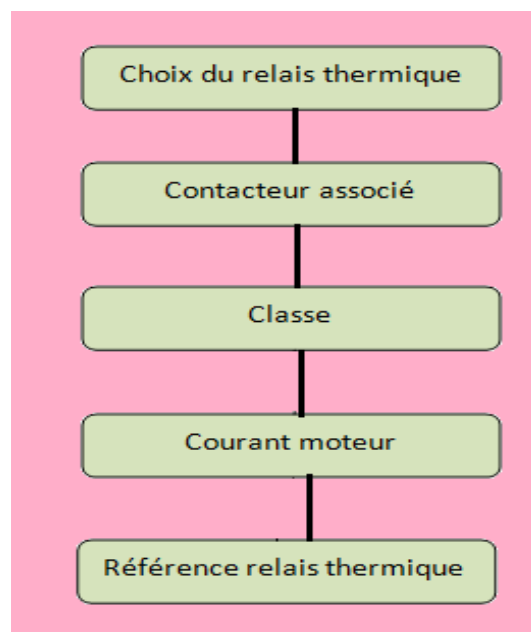 Choix du relais thermique
Contacteur associé
Classe
Courant moteur
Référence relais thermique